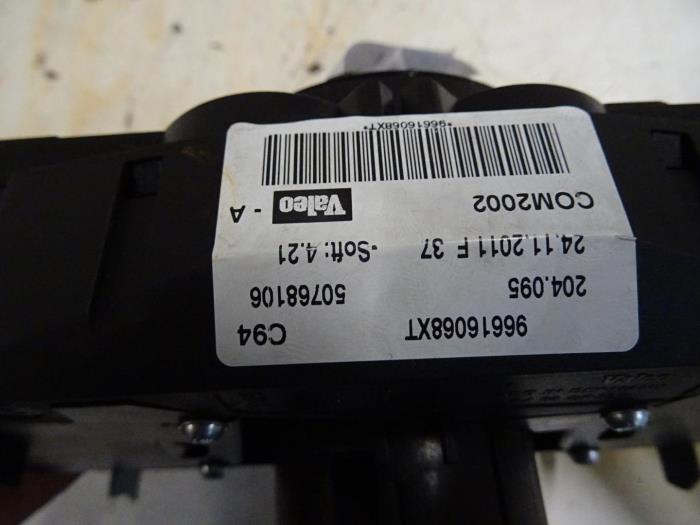 96616068XT C94
204.095 50768106
24.11.2011 F 37 -Soft: 4.21
COM2002 Valeo - A
*96616068XT*